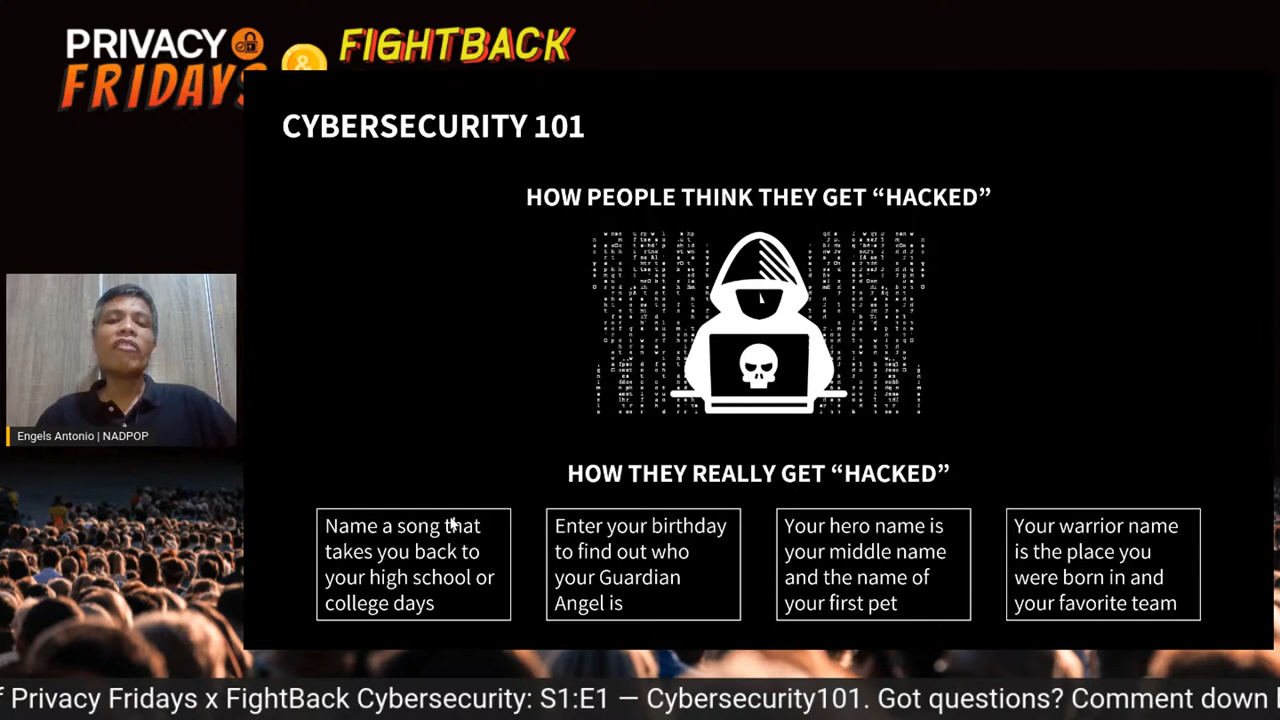 PRIVACY
FRIDAYS
&
FIGHTBACK
CYBERSECURITY 101
HOW PEOPLE THINK THEY GET “HACKED”
HOW THEY REALLY GET “HACKED”
Name a song that
takes you back to
your high school or
college days
Enter your birthday
to find out who
your Guardian
Angel is
Your hero name is
your middle name
and the name of
your first pet
Your warrior name
is the place you
were born in and
your favorite team
Engels Antonio | NADPOP
Privacy Fridays x FightBack Cybersecurity: S1:E1 — Cybersecurity101. Got questions? Comment down